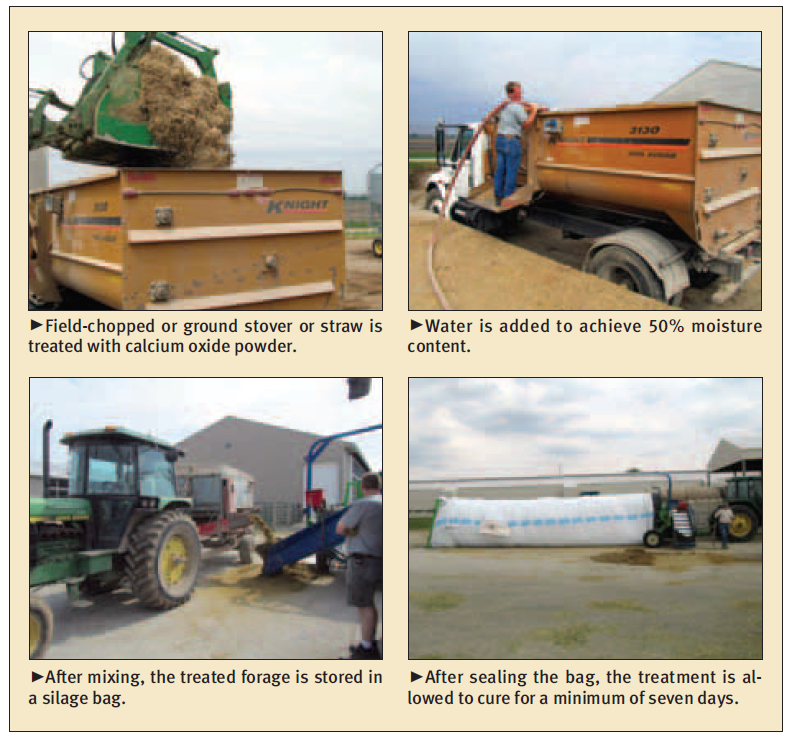 KNIGHT
3130
►Field-chopped or ground stover or straw is
treated with calcium oxide powder.
►Water is added to achieve 50% moisture
content.
►After mixing, the treated forage is stored in
a silage bag.
►After sealing the bag, the treatment is al-
lowed to cure for a minimum of seven days.